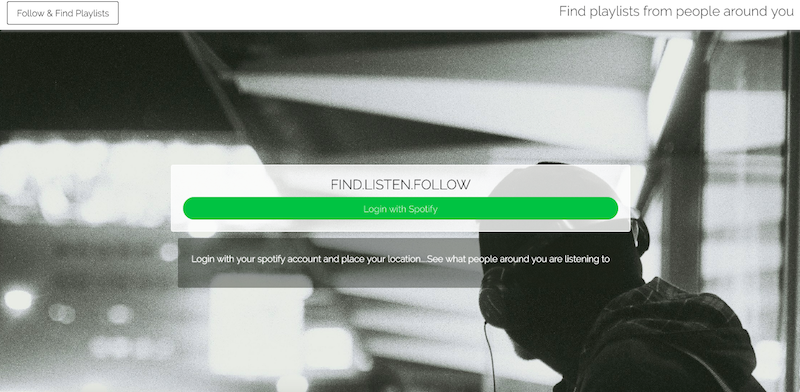 Follow & Find Playlists
Find playlists from people around you
FIND.LISTEN.FOLLOW
Login with Spotify
Login with your spotify account and place your location...See what people around you are listening to